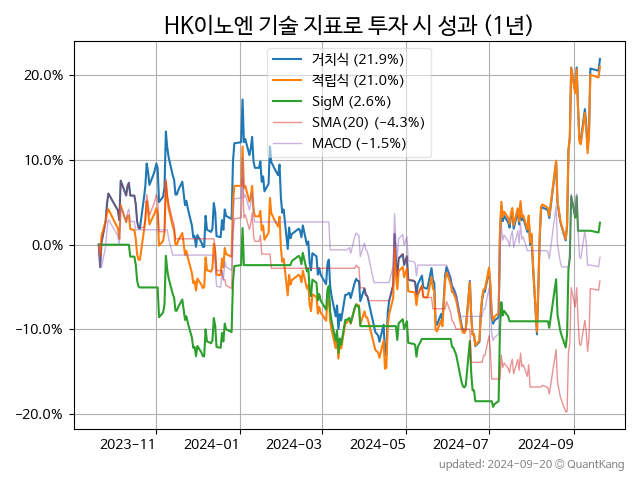 HK이노엔 기술 지표로 투자 시 성과 (1년)
거치식 (21.9%)
적립식 (21.0%)
SigM (2.6%)
SMA(20) (−4.3%)
MACD (−1.5%)
20.0%
10.0%
0.0%
−10.0%
−20.0%
2023−11 2024−01 2024−03 2024−05 2024−07 2024−09
updated: 2024−09−20 © QuantKang